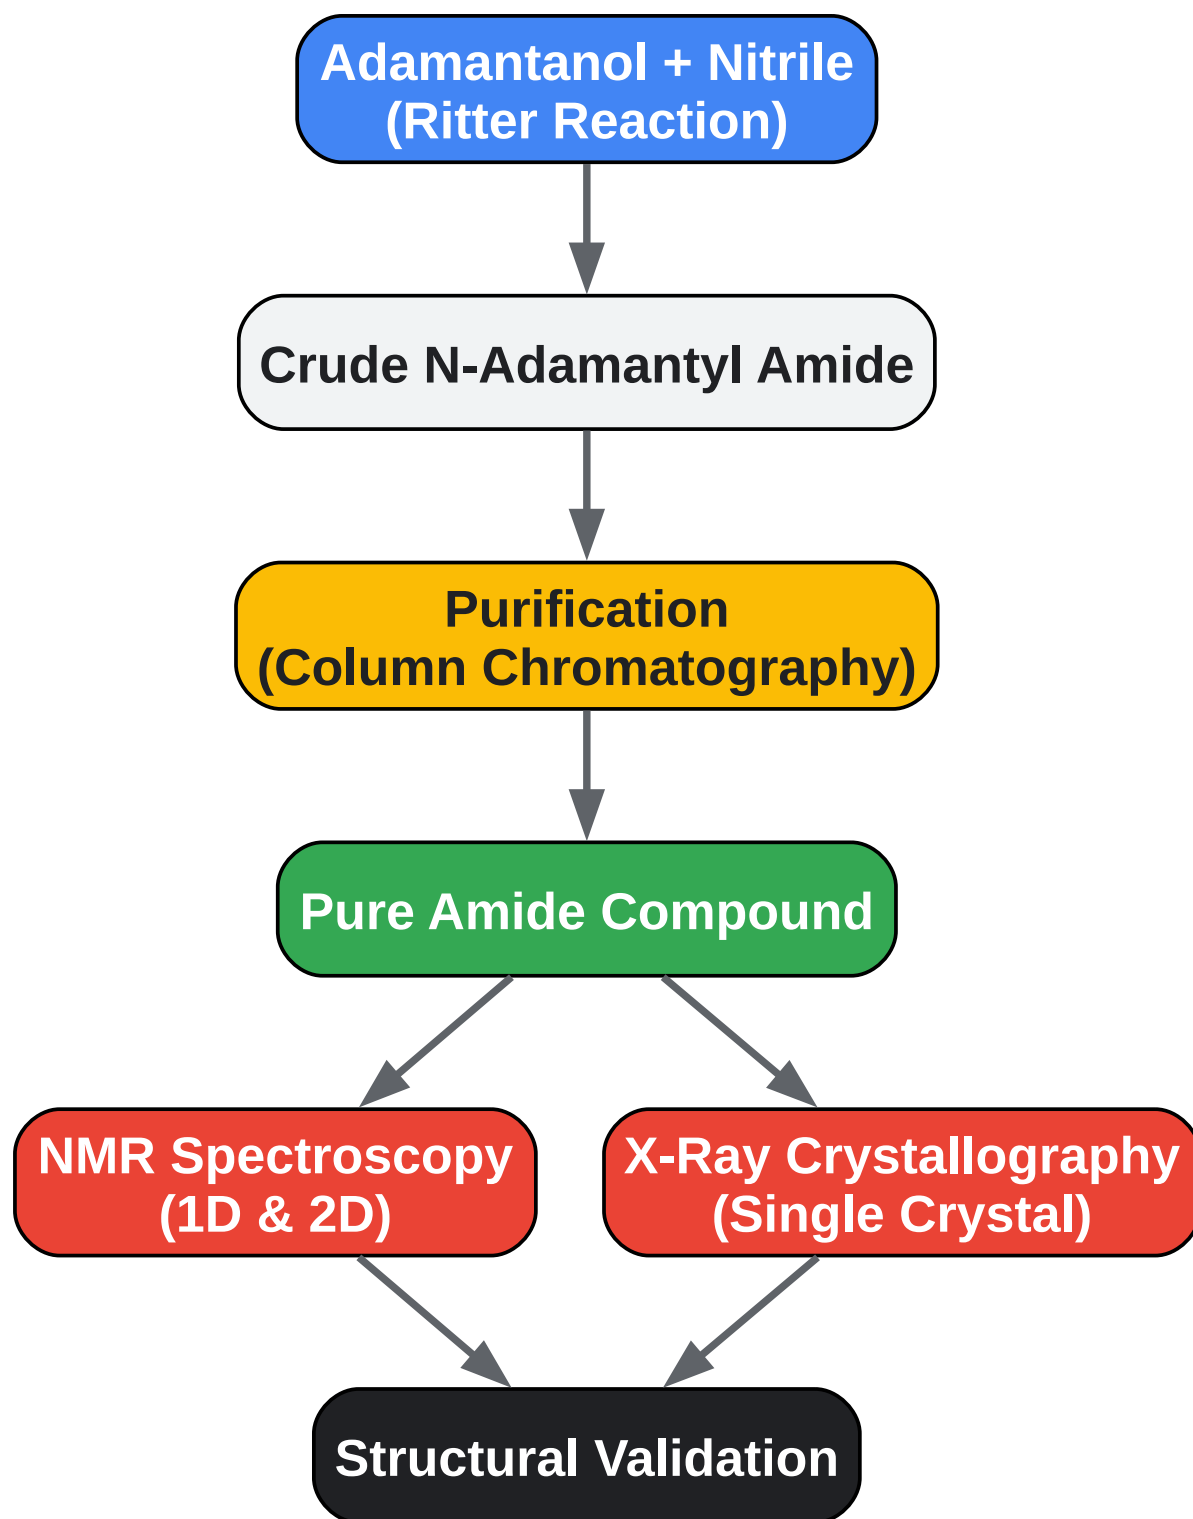 Adamantanol + Nitrile
(Ritter Reaction)
Crude N-Adamantyl Amide
Purification
(Column Chromatography)
Pure Amide Compound
NMR Spectroscopy
(1D & 2D)
X-Ray Crystallography
(Single Crystal)
Structural Validation